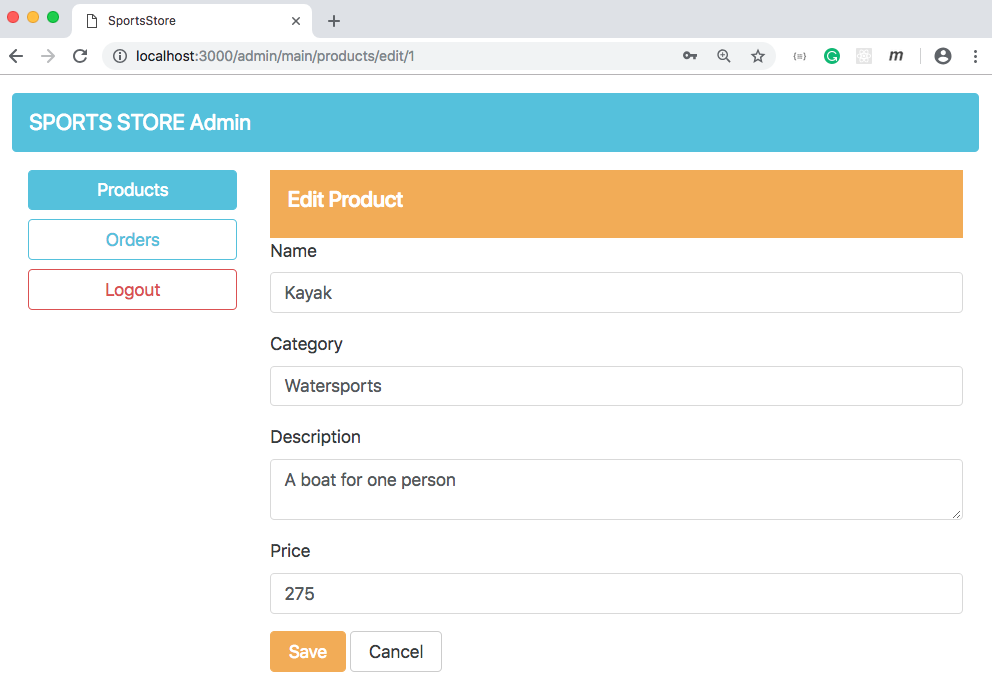 SportsStore
localhost:3000/admin/main/products/edit/1
SPORTS STORE Admin
Products
Orders
Logout
Edit Product
Name
Kayak
Category
Watersports
Description
A boat for one person
Price
275
Save Cancel